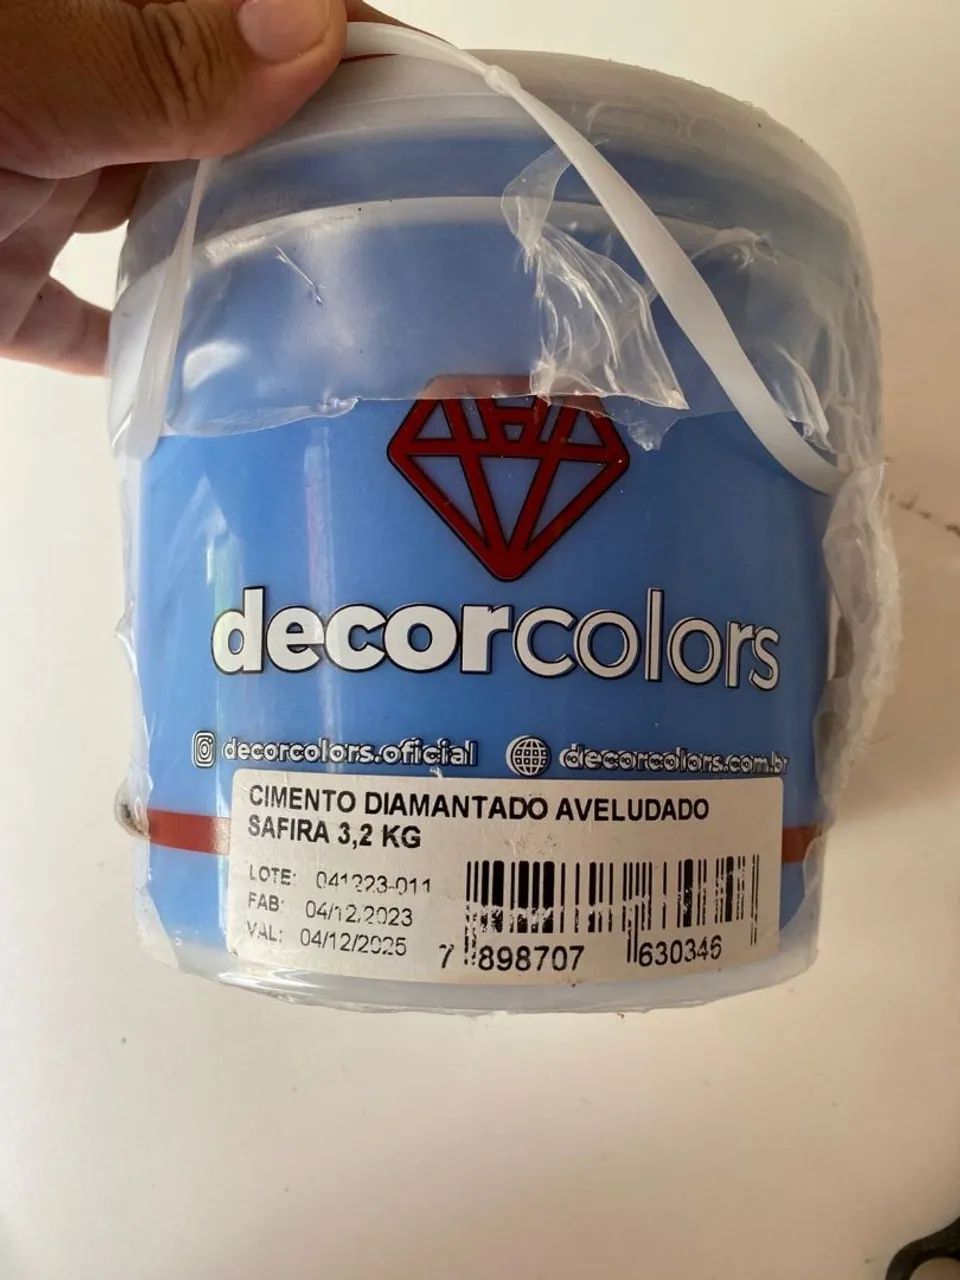 decorcolors
decorcolors.oficial decorcolors.com.br
CIMENTO DIAMANTADO AVELUDADO
SAFIRA 3,2 KG
LOTE: 041223-011
FAB: 04/12/2023
VAL: 04/12/2025
7 898707 630346